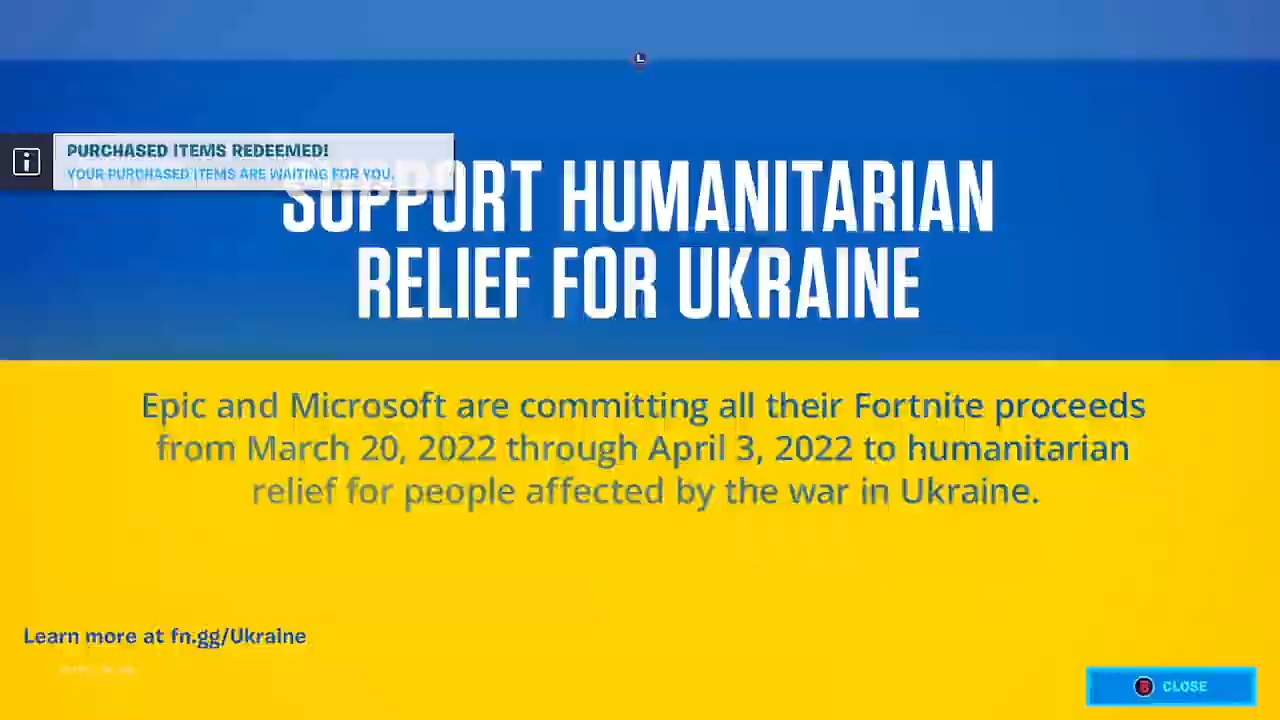 L
PURCHASED ITEMS REDEEMED!
YOUR PURCHASED ITEMS ARE WAITING FOR YOU.
SUPPORT HUMANITARIAN
RELIEF FOR UKRAINE
Epic and Microsoft are committing all their Fortnite proceeds
from March 20, 2022 through April 3, 2022 to humanitarian
relief for people affected by the war in Ukraine.
Learn more at fn.gg/Ukraine
B CLOSE